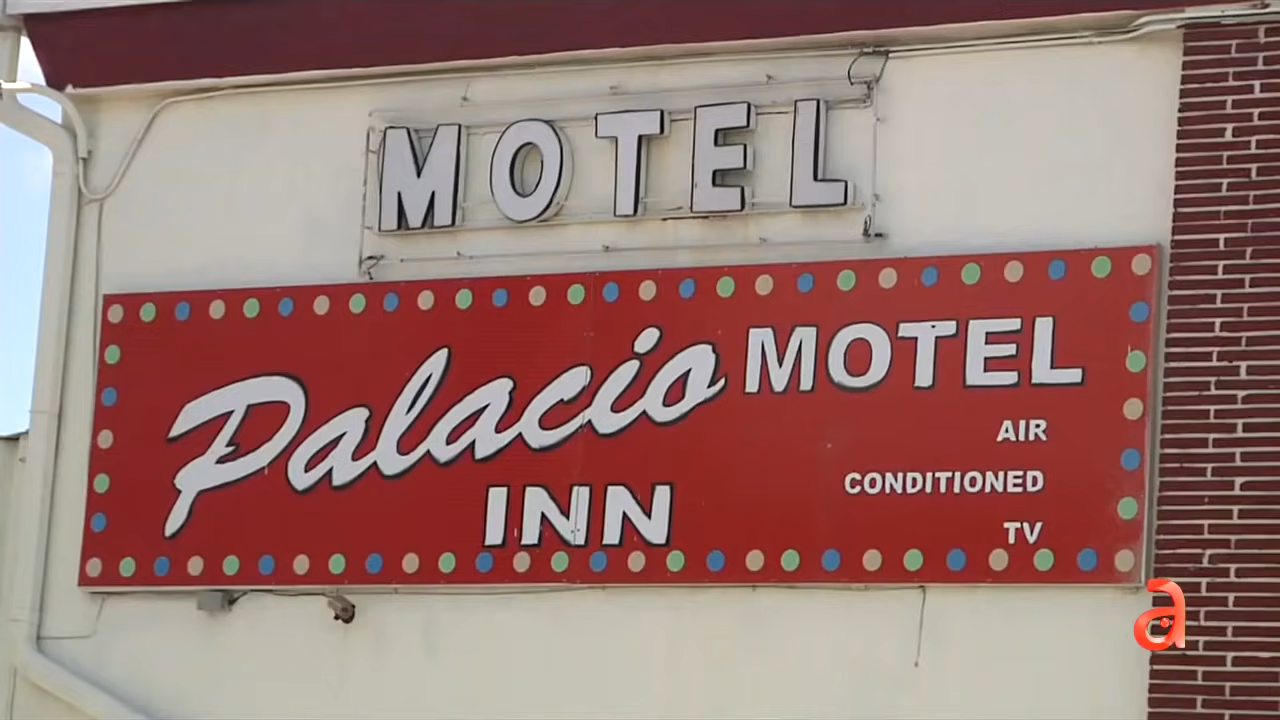 MOTEL
Palacio MOTEL
INN
AIR
CONDITIONED
TV
a